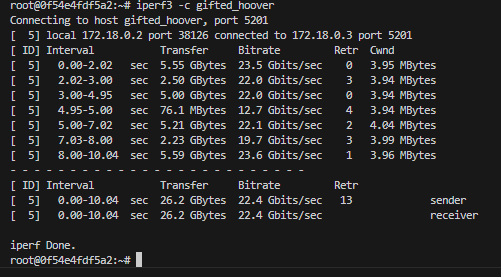 root@0f54e4fdf5a2:~# iperf3 -c gifted_hoover
Connecting to host gifted_hoover, port 5201
[  5] local 172.18.0.2 port 38126 connected to 172.18.0.3 port 5201
[ ID] Interval           Transfer     Bitrate         Retr  Cwnd
[  5]   0.00-2.02   sec  5.55 GBytes  23.5 Gbits/sec    0   3.95 MBytes
[  5]   2.02-3.00   sec  2.50 GBytes  22.0 Gbits/sec    3   3.94 MBytes
[  5]   3.00-4.95   sec  5.00 GBytes  22.0 Gbits/sec    0   3.94 MBytes
[  5]   4.95-5.00   sec  76.1 MBytes  12.7 Gbits/sec    4   3.94 MBytes
[  5]   5.00-7.02   sec  5.21 GBytes  22.1 Gbits/sec    2   4.04 MBytes
[  5]   7.03-8.00   sec  2.23 GBytes  19.7 Gbits/sec    3   3.99 MBytes
[  5]   8.00-10.04  sec  5.59 GBytes  23.6 Gbits/sec    1   3.96 MBytes
- - - - - - - - - - - - - - - - - - - - - - - - -
[ ID] Interval           Transfer     Bitrate         Retr
[  5]   0.00-10.04  sec  26.2 GBytes  22.4 Gbits/sec   13             sender
[  5]   0.00-10.04  sec  26.2 GBytes  22.4 Gbits/sec                  receiver
iperf Done.
root@0f54e4fdf5a2:~#